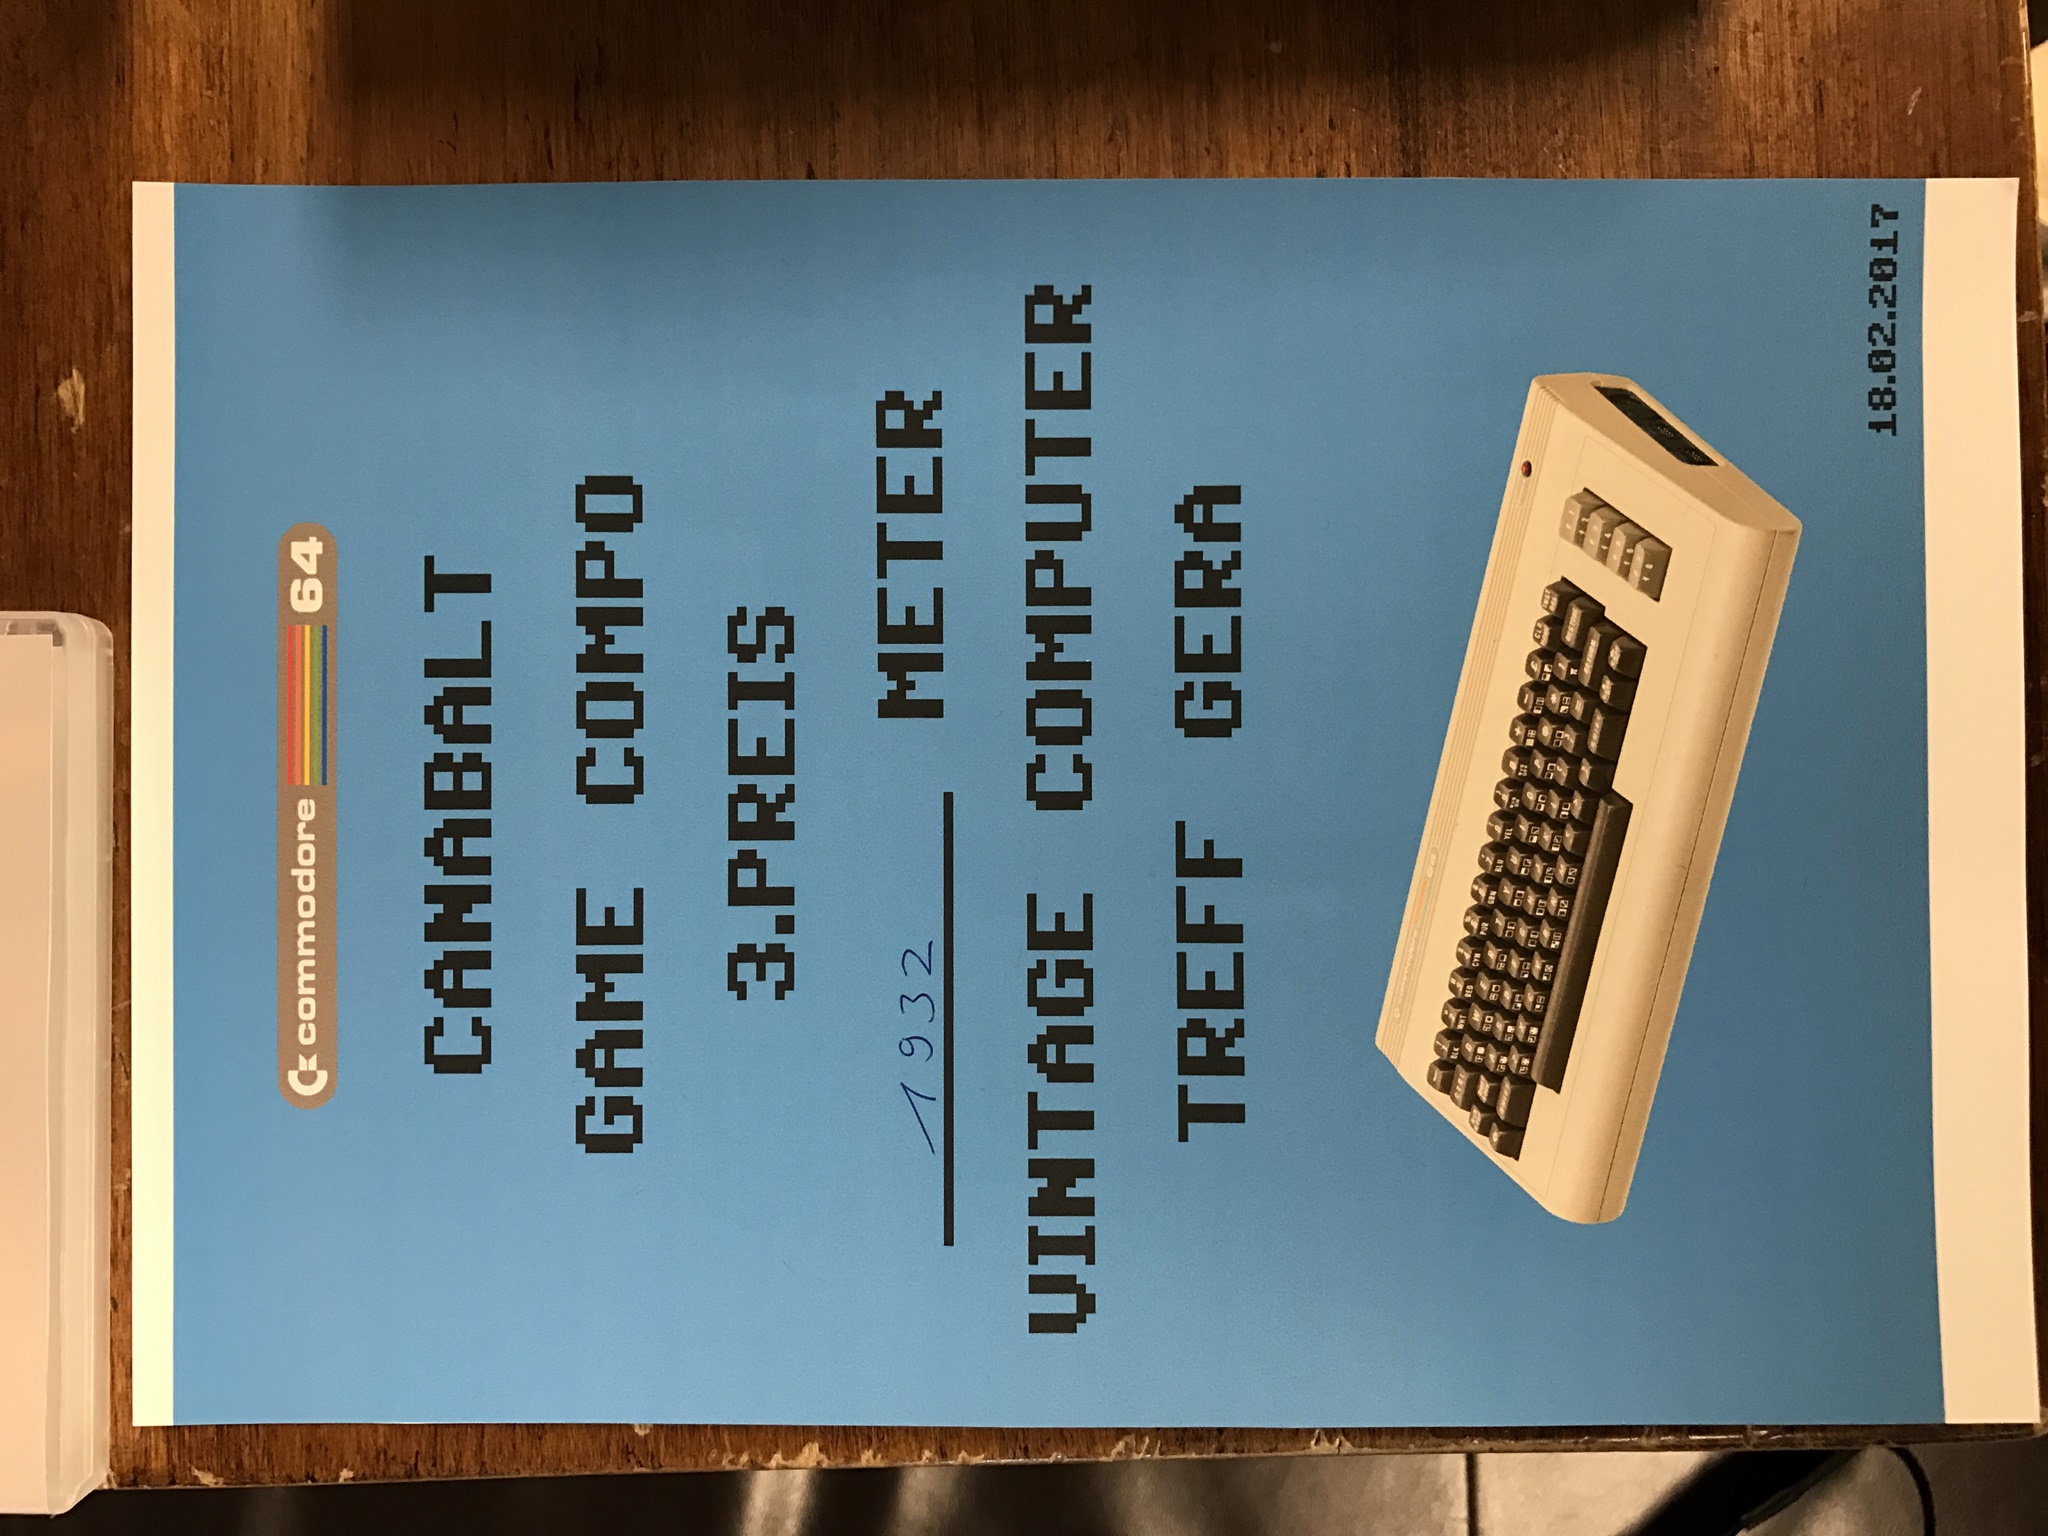 commodore 64
CANABALT
GAME COMPO
3.PREIS
1932 METER
VINTAGE COMPUTER
TREFF GERA
18.02.2017